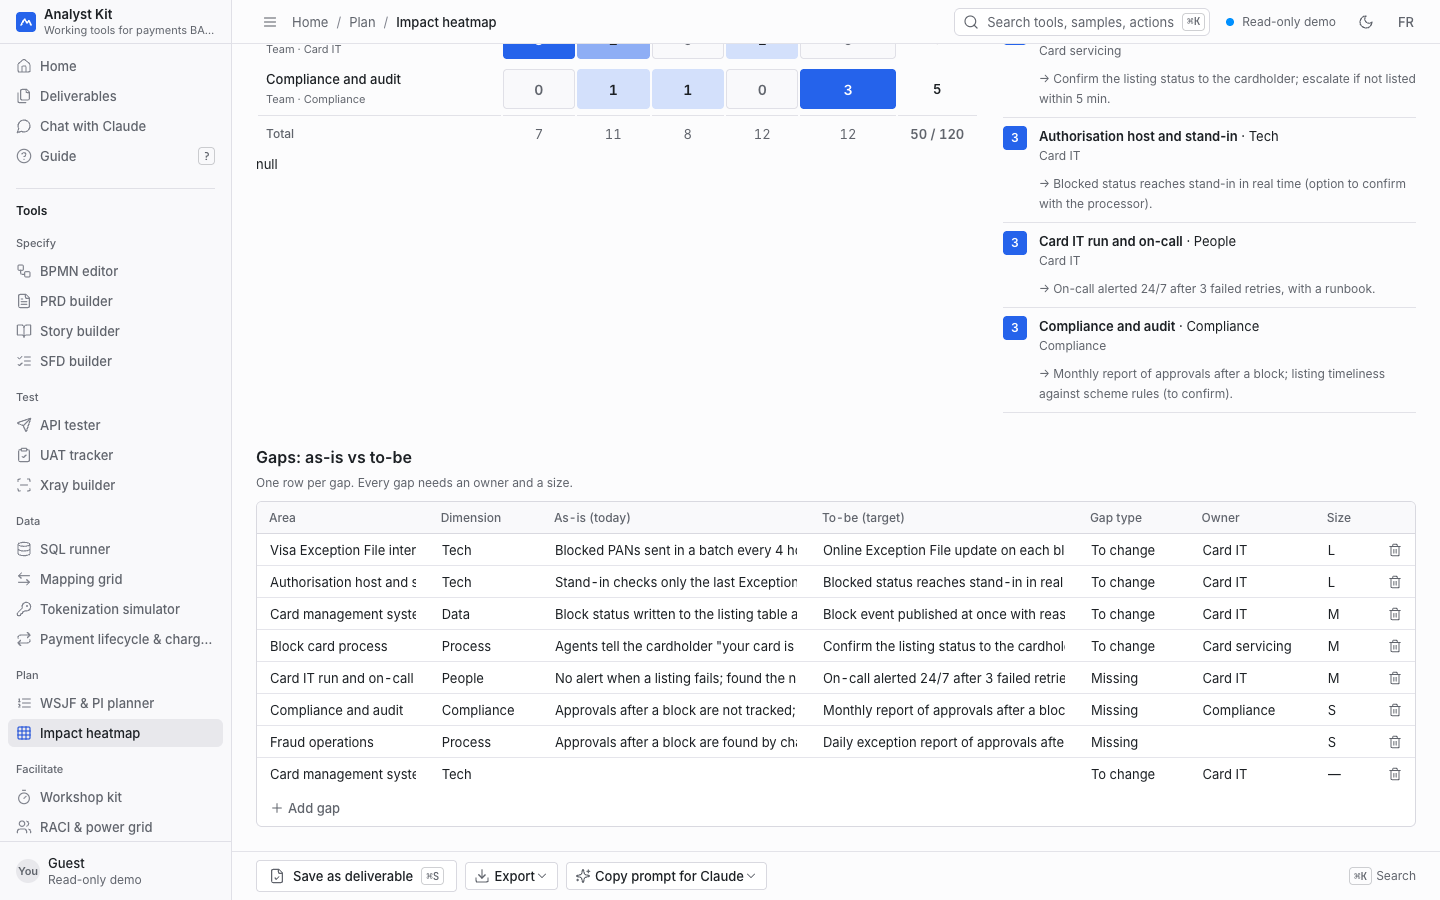 Analyst Kit
Working tools for payments BA...
Home
Deliverables
Chat with Claude
Guide
?
Tools
Specify
BPMN editor
PRD builder
Story builder
SFD builder
Test
API tester
UAT tracker
Xray builder
Data
SQL runner
Mapping grid
Tokenization simulator
Payment lifecycle & charg...
Plan
WSJF & PI planner
Impact heatmap
Facilitate
Workshop kit
RACI & power grid
You
Guest
Read-only demo
Home / Plan / Impact heatmap
Search tools, samples, actions ⌘K
Read-only demo
FR
Team · Card IT
Compliance and audit
Team · Compliance
0 1 1 0 3 5
Total 7 11 8 12 12 50 / 120
null
Card servicing
→ Confirm the listing status to the cardholder; escalate if not listed
within 5 min.
3 Authorisation host and stand-in · Tech
Card IT
→ Blocked status reaches stand-in in real time (option to confirm
with the processor).
3 Card IT run and on-call · People
Card IT
→ On-call alerted 24/7 after 3 failed retries, with a runbook.
3 Compliance and audit · Compliance
Compliance
→ Monthly report of approvals after a block; listing timeliness
against scheme rules (to confirm).
Gaps: as-is vs to-be
One row per gap. Every gap needs an owner and a size.
Area Dimension As-is (today) To-be (target) Gap type Owner Size
Visa Exception File inter Tech Blocked PANs sent in a batch every 4 ho Online Exception File update on each bl To change Card IT L
Authorisation host and s Tech Stand-in checks only the last Exception Blocked status reaches stand-in in real To change Card IT L
Card management syste Data Block status written to the listing table a Block event published at once with reas To change Card IT M
Block card process Process Agents tell the cardholder "your card is Confirm the listing status to the cardhol To change Card servicing M
Card IT run and on-call People No alert when a listing fails; found the n On-call alerted 24/7 after 3 failed retrie Missing Card IT M
Compliance and audit Compliance Approvals after a block are not tracked; Monthly report of approvals after a bloc Missing Compliance S
Fraud operations Process Approvals after a block are found by cha Daily exception report of approvals afte Missing S
Card management syste Tech To change Card IT —
+ Add gap
Save as deliverable ⌘S
Export
Copy prompt for Claude
⌘K Search